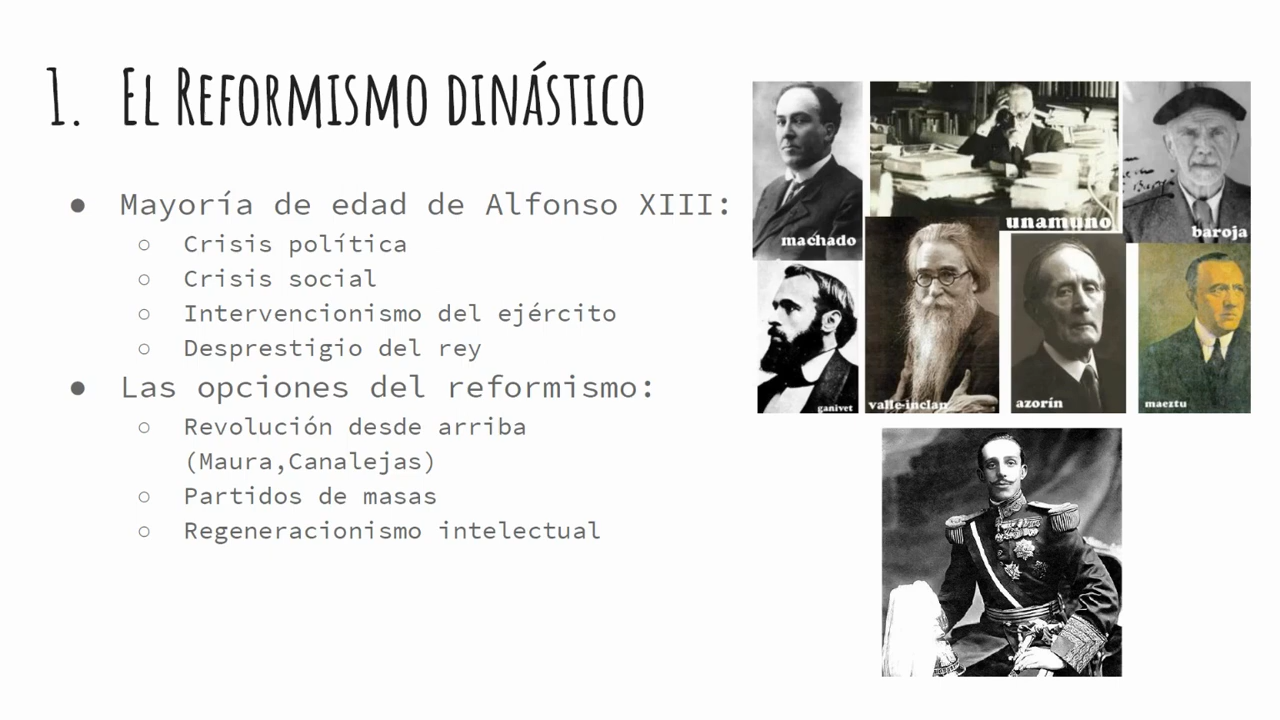 1. El Reformismo dinástico
● Mayoría de edad de Alfonso XIII:
○ Crisis política
○ Crisis social
○ Intervencionismo del ejército
○ Desprestigio del rey
● Las opciones del reformismo:
○ Revolución desde arriba
(Maura,Canalejas)
○ Partidos de masas
○ Regeneracionismo intelectual
machado
unamuno
baroja
ganivet
valle-inclan
azorín
maeztu